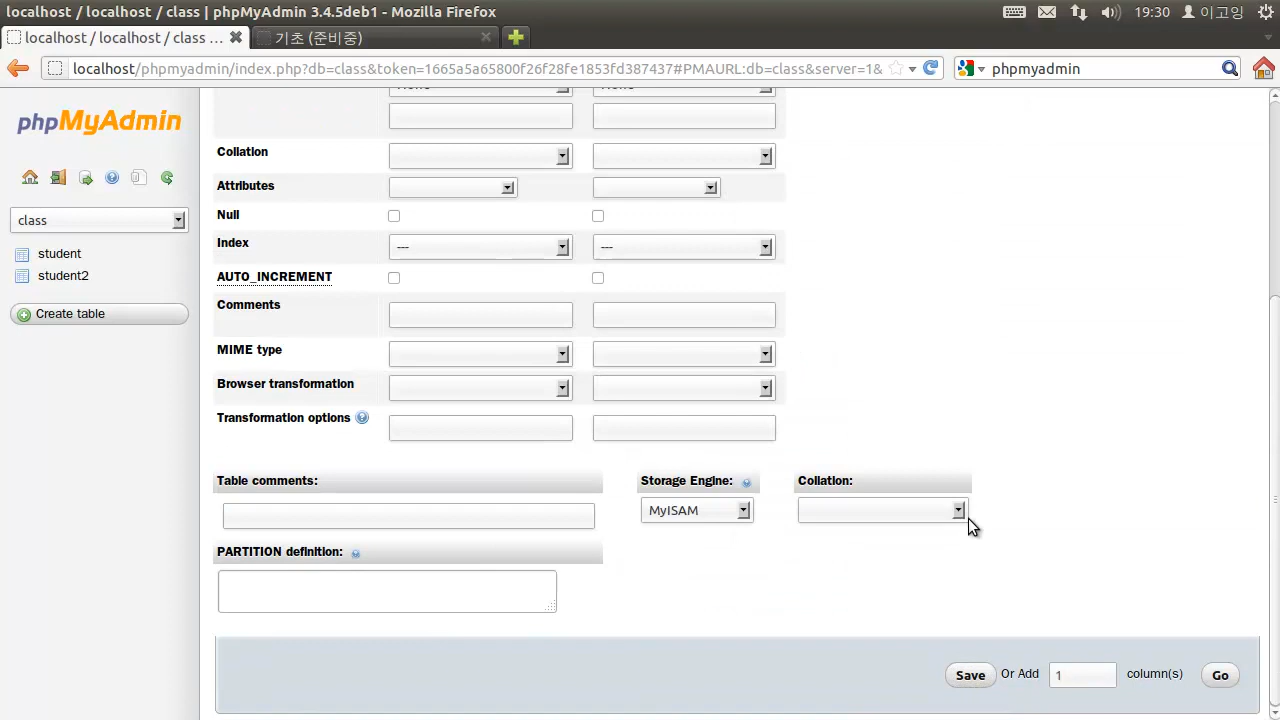 localhost / localhost / class | phpMyAdmin 3.4.5deb1 - Mozilla Firefox
19:30 이고잉
localhost / localhost / class ...
기초 (준비중)
localhost/phpmyadmin/index.php?db=class&token=1665a5a65800f26f28fe1853fd387437#PMAURL:db=class&server=1&
phpmyadmin
phpMyAdmin
class
student
student2
Create table
None None
Collation
Attributes
Null
Index --- ---
AUTO_INCREMENT
Comments
MIME type
Browser transformation
Transformation options
Table comments: Storage Engine: Collation:
MyISAM
PARTITION definition:
Save Or Add 1 column(s) Go